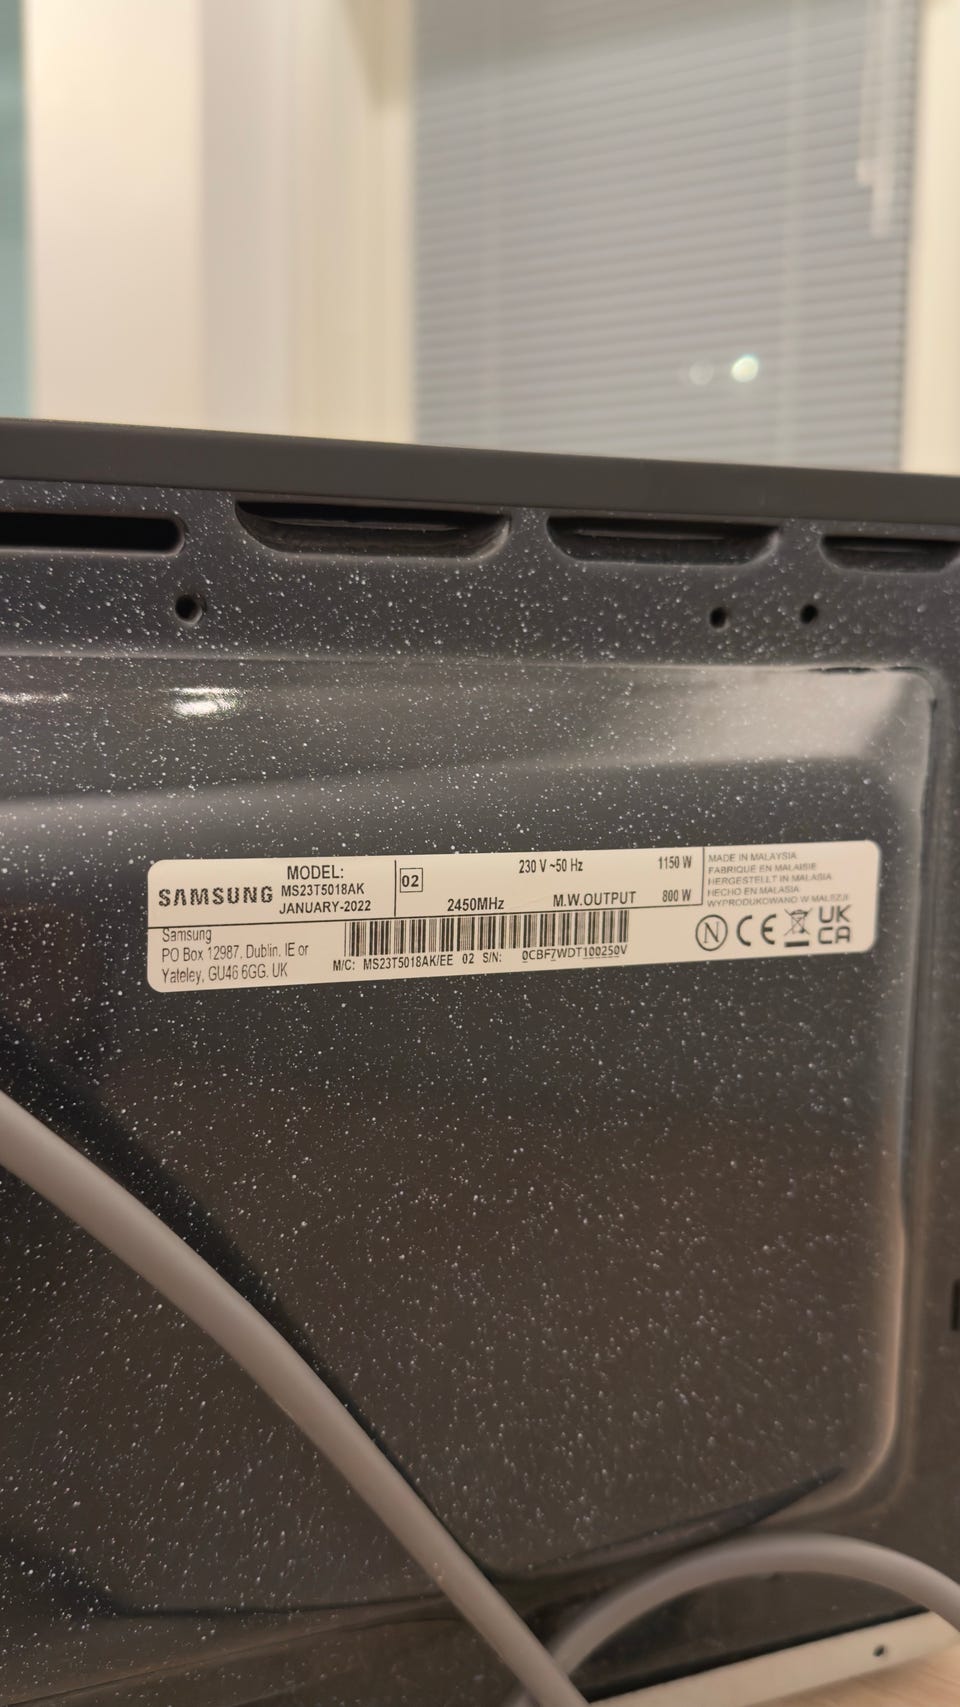 SAMSUNG
MODEL:
MS23T5018AK
JANUARY-2022
02
230 V ~50 Hz
1150 W
2450MHz
M.W.OUTPUT
800 W
MADE IN MALAYSIA
FABRIQUÉ EN MALAISIE
HERGESTELLT IN MALASIA
HECHO EN MALASIA
WYPRODUKOWANO W MALEZJI
Samsung
PO Box 12987, Dublin. IE or
Yateley, GU46 6GG. UK
M/C: MS23T5018AK/EE 02 S/N: 0CBF7WDT100250V
N CE UK
CA